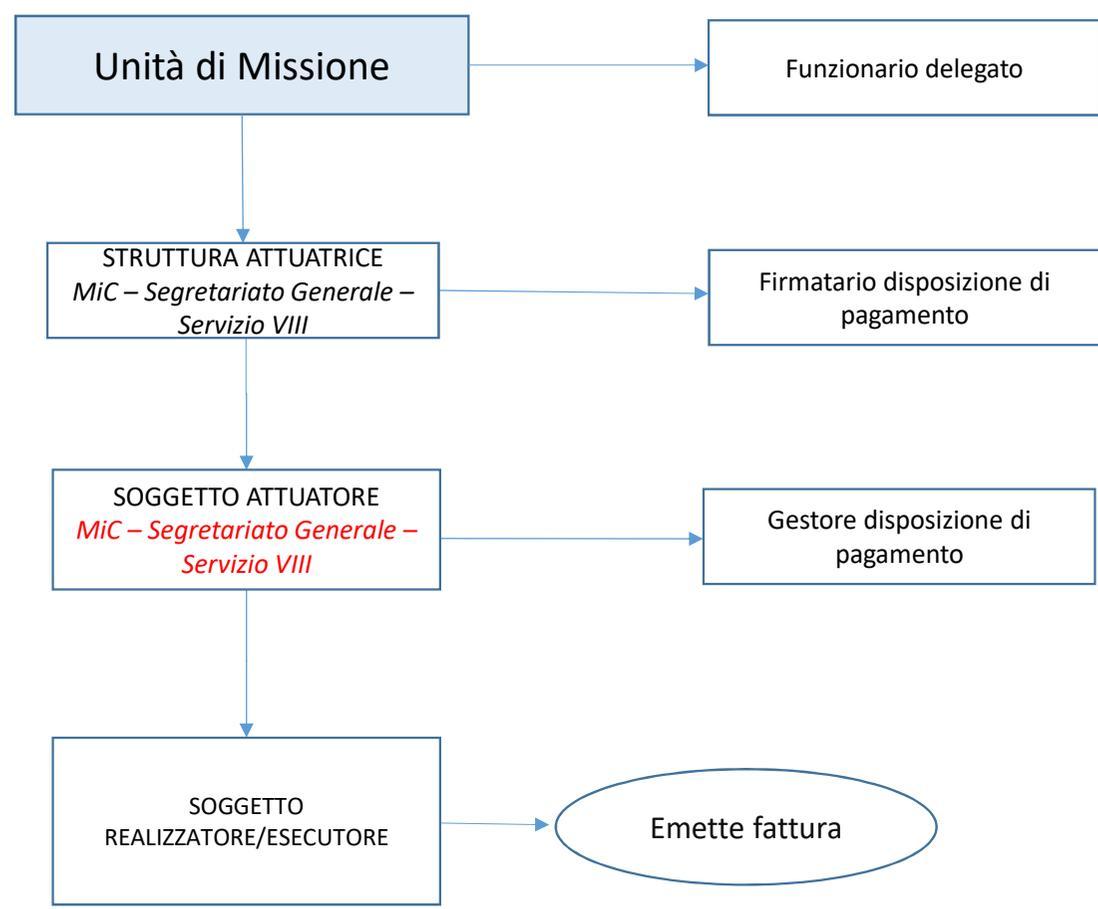 Unità di Missione
Funzionario delegato
STRUTTURA ATTUATRICE
MiC – Segretariato Generale –
Servizio VIII
Firmatario disposizione di
pagamento
SOGGETTO ATTUATORE
MiC – Segretariato Generale –
Servizio VIII
Gestore disposizione di
pagamento
SOGGETTO
REALIZZATORE/ESECUTORE
Emette fattura